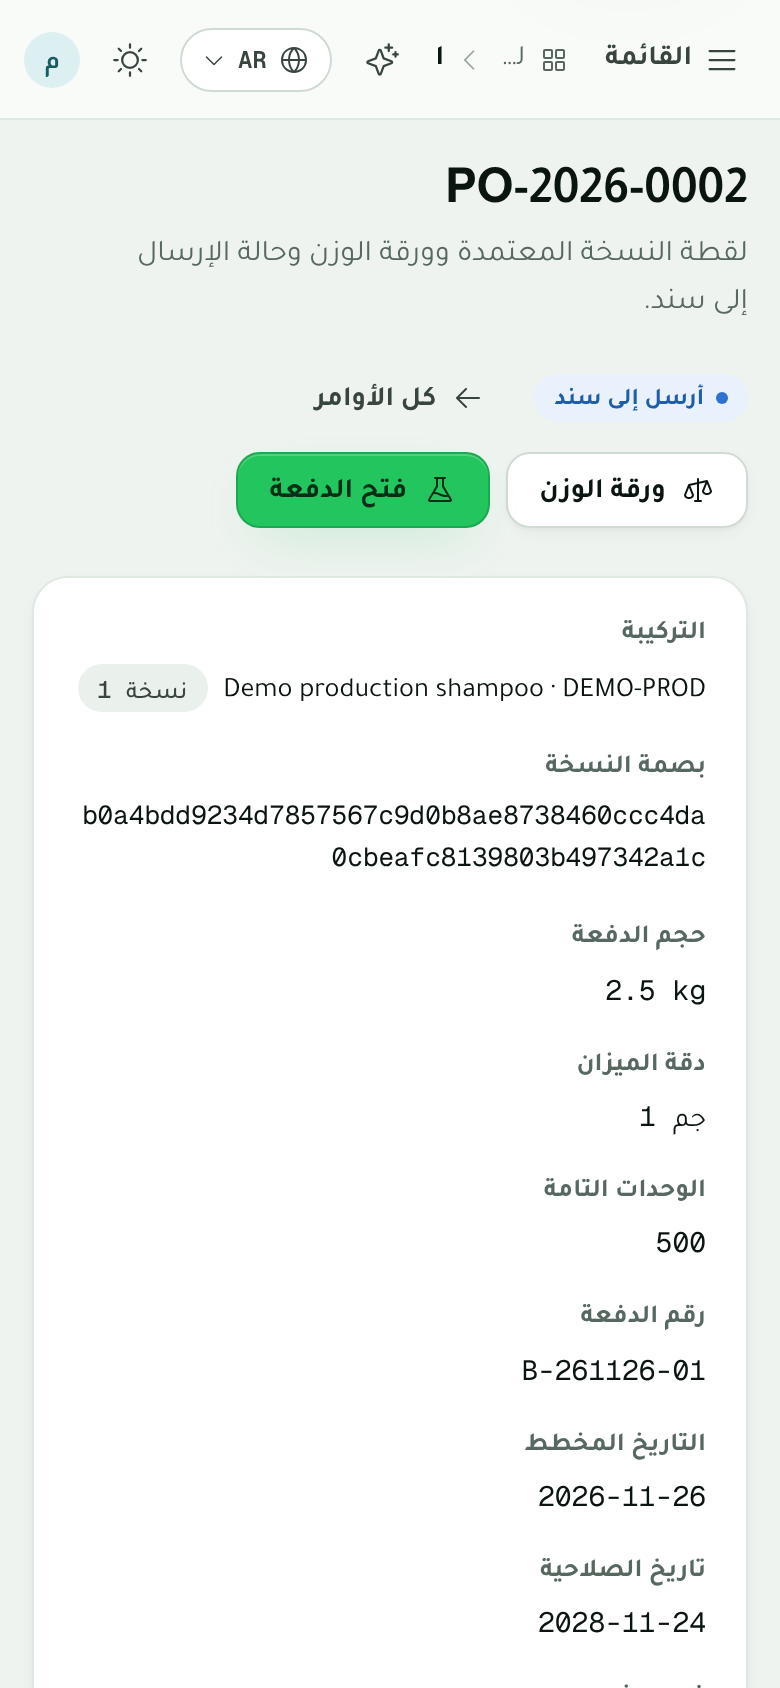 القائمة
لـ...
ا
AR
م
PO-2026-0002
لقطة النسخة المعتمدة وورقة الوزن وحالة الإرسال
إلى سند.
أرسل إلى سند
كل الأوامر
ورقة الوزن
فتح الدفعة
التركيبة
Demo production shampoo · DEMO-PROD
نسخة 1
بصمة النسخة
b0a4bdd9234d7857567c9d0b8ae8738460ccc4da
0cbeafc8139803b497342a1c
حجم الدفعة
2.5 kg
دقة الميزان
1 جم
الوحدات التامة
500
رقم الدفعة
B-261126-01
التاريخ المخطط
2026-11-26
تاريخ الصلاحية
2028-11-24